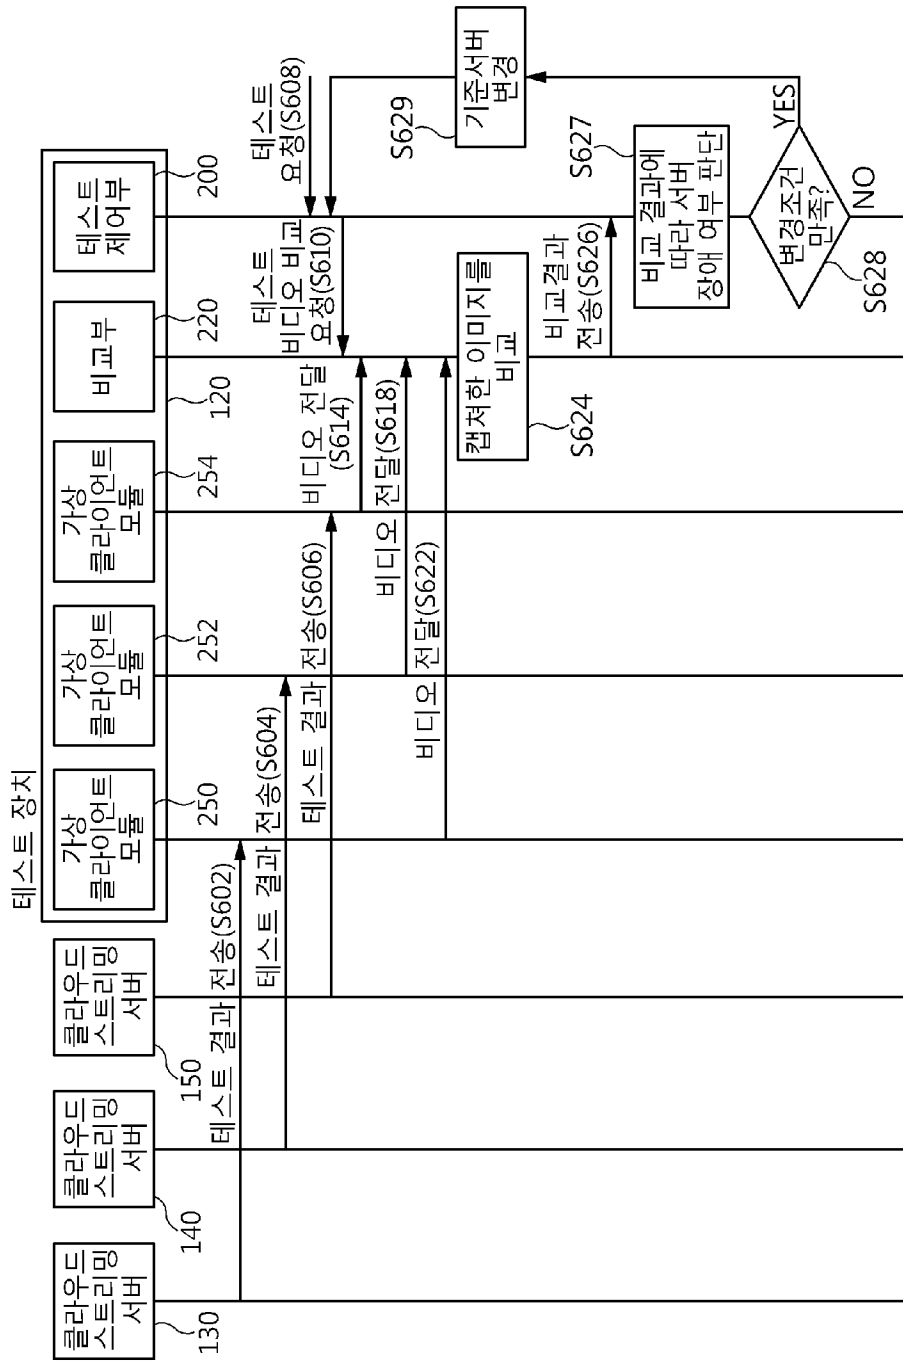 테스트 장치
클라우드
스트리밍
서버
130
클라우드
스트리밍
서버
140
클라우드
스트리밍
서버
150
가상
클라이언트
모듈
250
가상
클라이언트
모듈
252
가상
클라이언트
모듈
254
120
비교부
220
테스트
제어부
200
테스트 결과 전송(S602)
테스트 결과 전송(S604)
테스트 결과 전송(S606)
테스트
요청(S608)
테스트
비디오 비교
요청(S610)
비디오 전달
(S614)
비디오 전달(S618)
비디오 전달(S622)
캡쳐한 이미지를
비교
S624
비교결과
전송(S626)
비교 결과에
따라 서버
장애 여부 판단
S627
변경조건
만족?
S628
YES
NO
기준서버
변경
S629